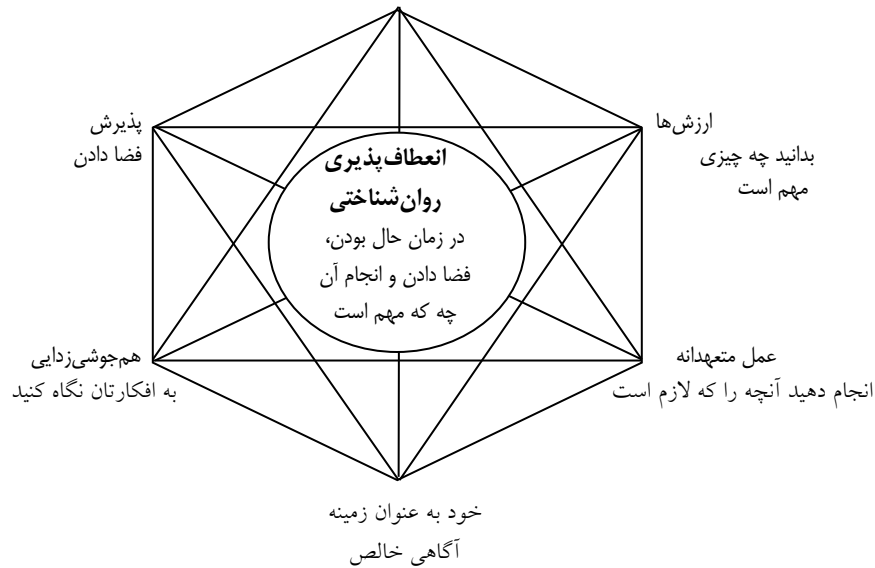 ارزش‌ها
بدانید چه چیزی
مهم است
پذیرش
فضا دادن
انعطاف‌پذیری
روان‌شناختی
در زمان حال بودن،
فضا دادن و انجام آن
چه که مهم است
عمل متعهدانه
انجام دهید آنچه را که لازم است
هم‌جوشی‌زدایی
به افکارتان نگاه کنید
خود به عنوان زمینه
آگاهی خالص